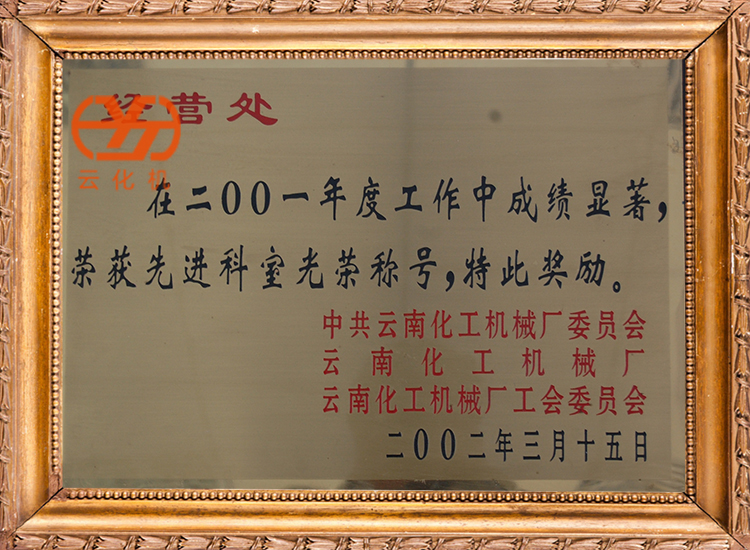 经营处
云化机
在二00一年度工作中成绩显著，
荣获先进科室光荣称号，特此奖励。
中共云南化工机械厂委员会
云南化工机械厂
云南化工机械厂工会委员会
二00二年三月十五日